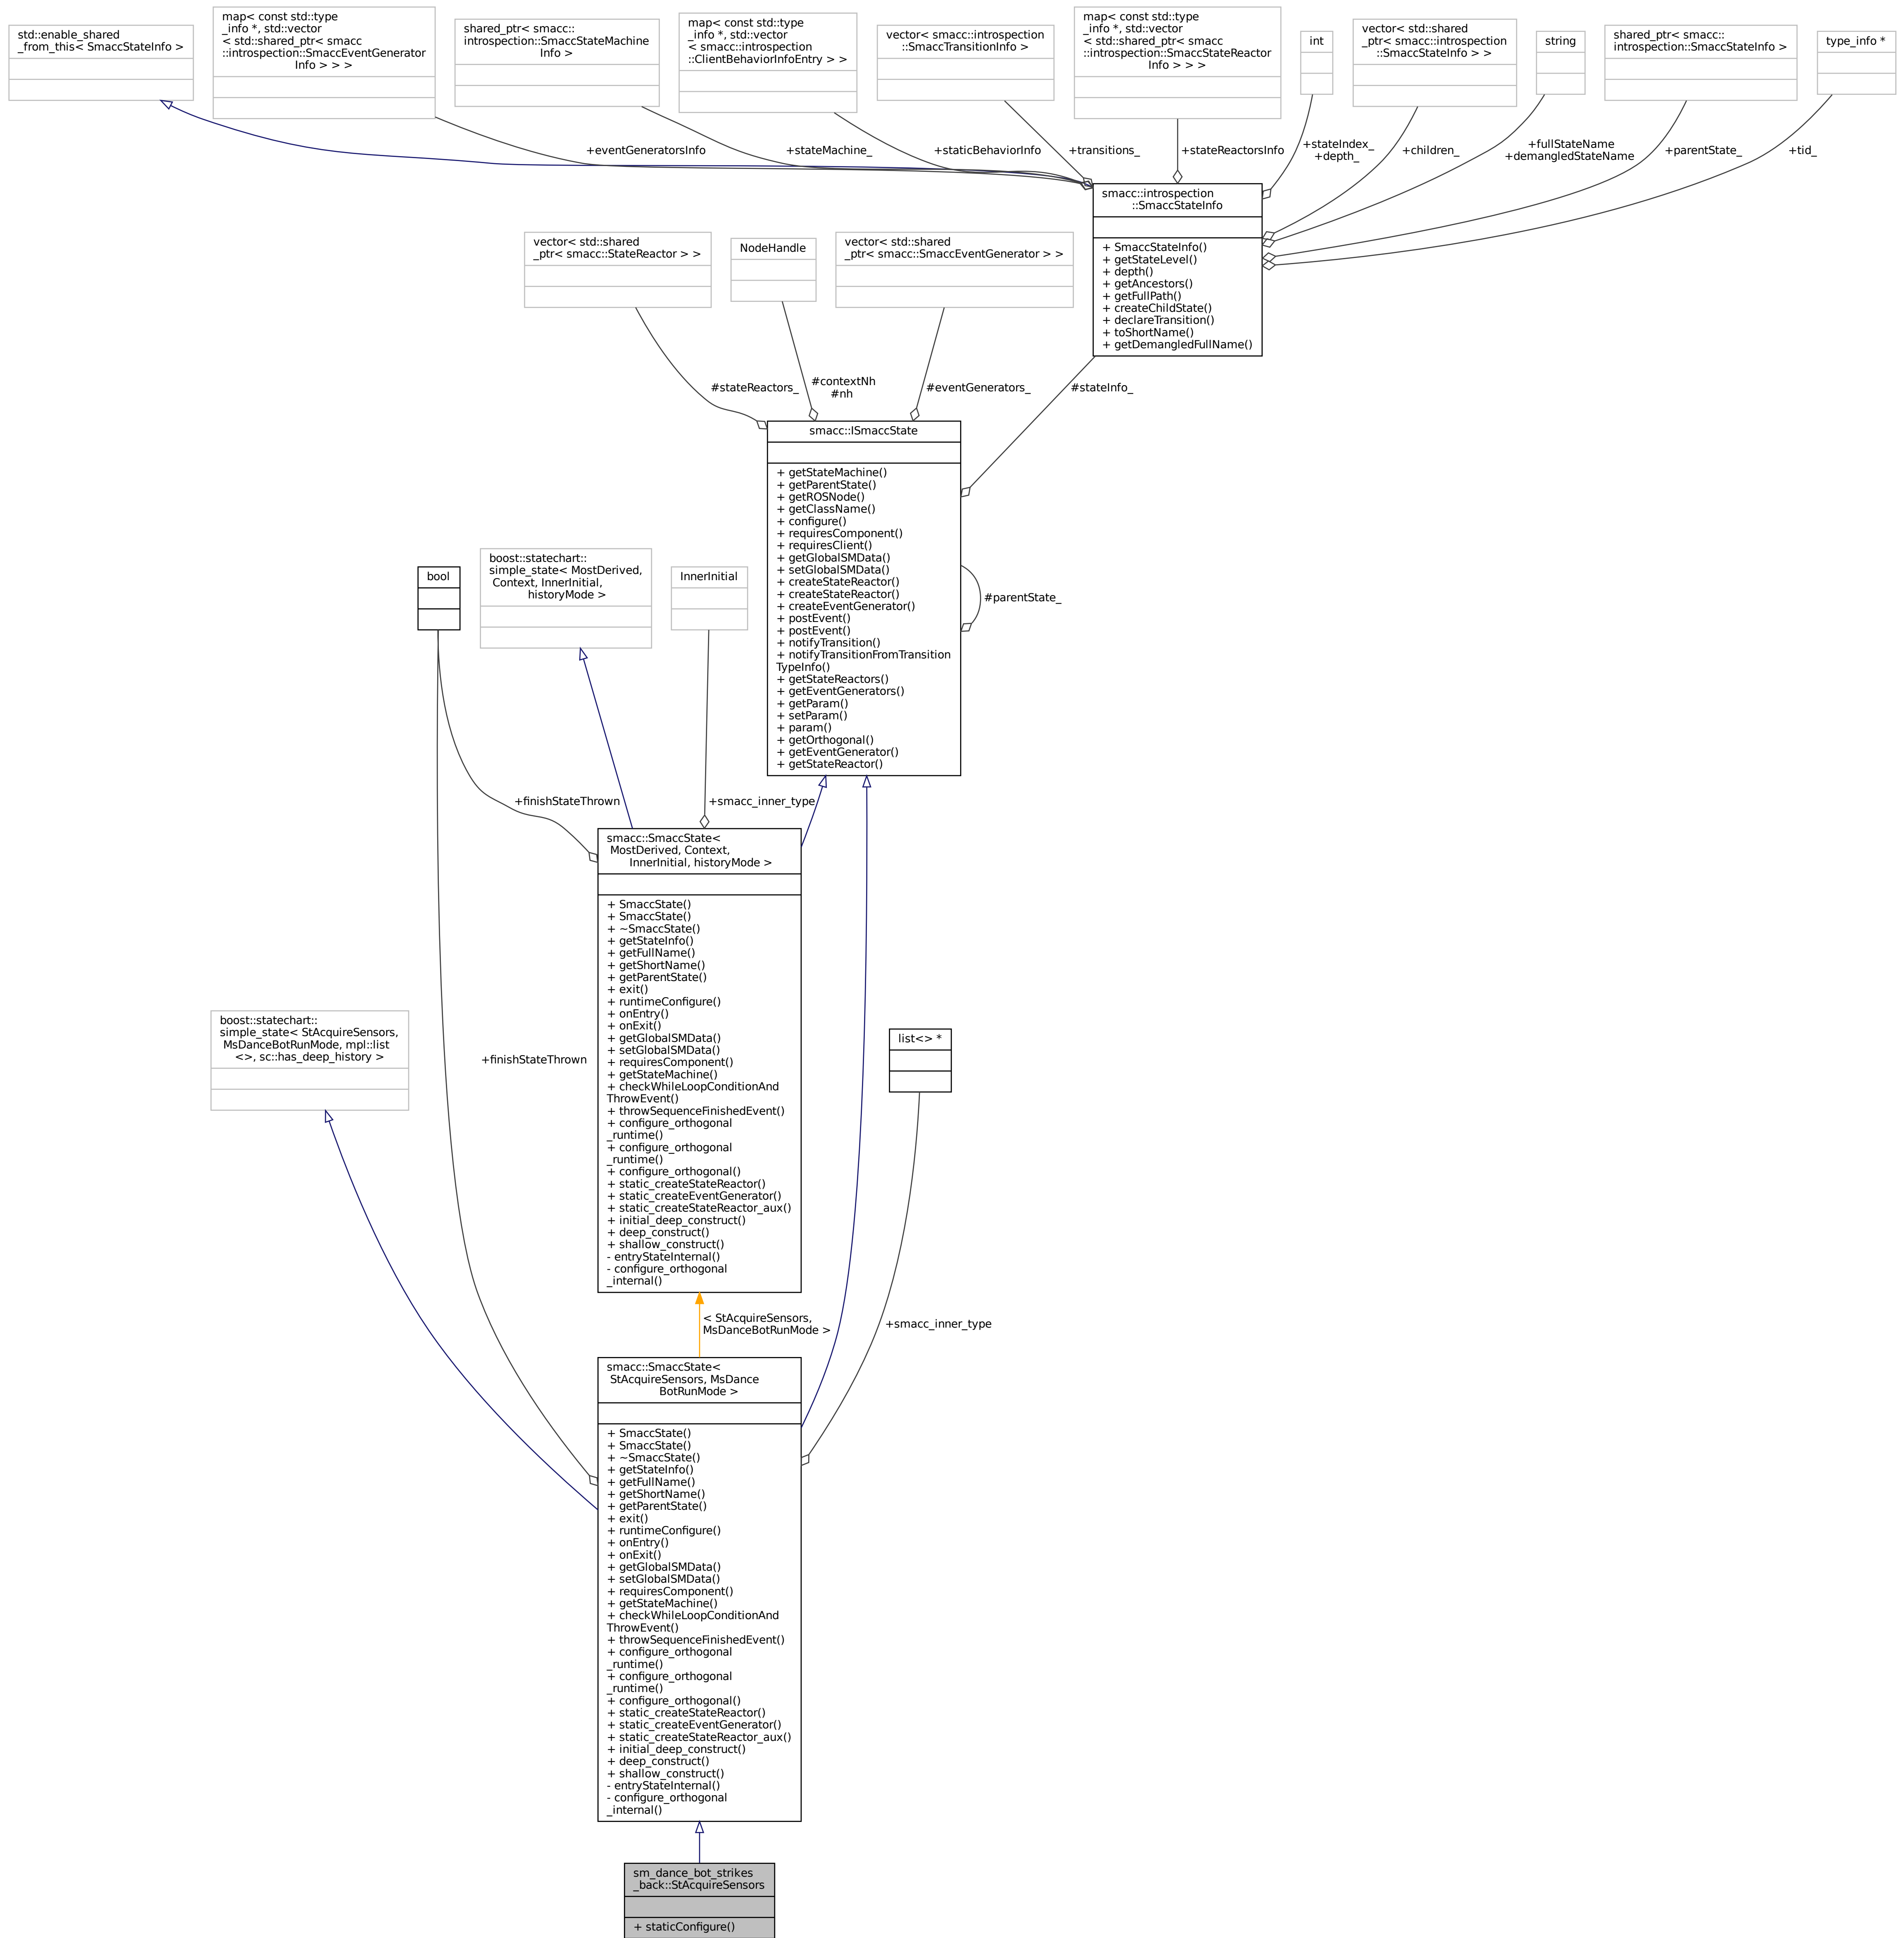 std::enable_shared
_from_this< SmaccStateInfo >
map< const std::type
_info *, std::vector
< std::shared_ptr< smacc
::introspection::SmaccEventGenerator
Info > > >
shared_ptr< smacc::
introspection::SmaccStateMachine
Info >
map< const std::type
_info *, std::vector
< smacc::introspection
::ClientBehaviorInfoEntry > >
vector< smacc::introspection
::SmaccTransitionInfo >
map< const std::type
_info *, std::vector
< std::shared_ptr< smacc
::introspection::SmaccStateReactor
Info > > >
int
vector< std::shared
_ptr< smacc::introspection
::SmaccStateInfo > >
string
shared_ptr< smacc::
introspection::SmaccStateInfo >
type_info *
+eventGeneratorsInfo
+stateMachine_
+staticBehaviorInfo
+transitions_
+stateReactorsInfo
+stateIndex_
+depth_
+children_
+fullStateName
+demangledStateName
+parentState_
+tid_
smacc::introspection
::SmaccStateInfo
+ SmaccStateInfo()
+ getStateLevel()
+ depth()
+ getAncestors()
+ getFullPath()
+ createChildState()
+ declareTransition()
+ toShortName()
+ getDemangledFullName()
vector< std::shared
_ptr< smacc::StateReactor > >
NodeHandle
vector< std::shared
_ptr< smacc::SmaccEventGenerator > >
#stateReactors_
#contextNh
#nh
#eventGenerators_
#stateInfo_
smacc::ISmaccState
+ getStateMachine()
+ getParentState()
+ getROSNode()
+ getClassName()
+ configure()
+ requiresComponent()
+ requiresClient()
+ getGlobalSMData()
+ setGlobalSMData()
+ createStateReactor()
+ createStateReactor()
+ createEventGenerator()
+ postEvent()
+ postEvent()
+ notifyTransition()
+ notifyTransitionFromTransition
TypeInfo()
+ getStateReactors()
+ getEventGenerators()
+ getParam()
+ setParam()
+ param()
+ getOrthogonal()
+ getEventGenerator()
+ getStateReactor()
#parentState_
bool
boost::statechart::
simple_state< MostDerived,
Context, InnerInitial,
historyMode >
InnerInitial
+finishStateThrown
+smacc_inner_type
smacc::SmaccState<
MostDerived, Context,
InnerInitial, historyMode >
+ SmaccState()
+ SmaccState()
+ ~SmaccState()
+ getStateInfo()
+ getFullName()
+ getShortName()
+ getParentState()
+ exit()
+ runtimeConfigure()
+ onEntry()
+ onExit()
+ getGlobalSMData()
+ setGlobalSMData()
+ requiresComponent()
+ getStateMachine()
+ checkWhileLoopConditionAnd
ThrowEvent()
+ throwSequenceFinishedEvent()
+ configure_orthogonal
_runtime()
+ configure_orthogonal
_runtime()
+ configure_orthogonal()
+ static_createStateReactor()
+ static_createEventGenerator()
+ static_createStateReactor_aux()
+ initial_deep_construct()
+ deep_construct()
+ shallow_construct()
- entryStateInternal()
- configure_orthogonal
_internal()
boost::statechart::
simple_state< StAcquireSensors,
MsDanceBotRunMode, mpl::list
<>, sc::has_deep_history >
+finishStateThrown
list<> *
< StAcquireSensors,
MsDanceBotRunMode >
+smacc_inner_type
smacc::SmaccState<
StAcquireSensors, MsDance
BotRunMode >
+ SmaccState()
+ SmaccState()
+ ~SmaccState()
+ getStateInfo()
+ getFullName()
+ getShortName()
+ getParentState()
+ exit()
+ runtimeConfigure()
+ onEntry()
+ onExit()
+ getGlobalSMData()
+ setGlobalSMData()
+ requiresComponent()
+ getStateMachine()
+ checkWhileLoopConditionAnd
ThrowEvent()
+ throwSequenceFinishedEvent()
+ configure_orthogonal
_runtime()
+ configure_orthogonal
_runtime()
+ configure_orthogonal()
+ static_createStateReactor()
+ static_createEventGenerator()
+ static_createStateReactor_aux()
+ initial_deep_construct()
+ deep_construct()
+ shallow_construct()
- entryStateInternal()
- configure_orthogonal
_internal()
sm_dance_bot_strikes
_back::StAcquireSensors
+ staticConfigure()